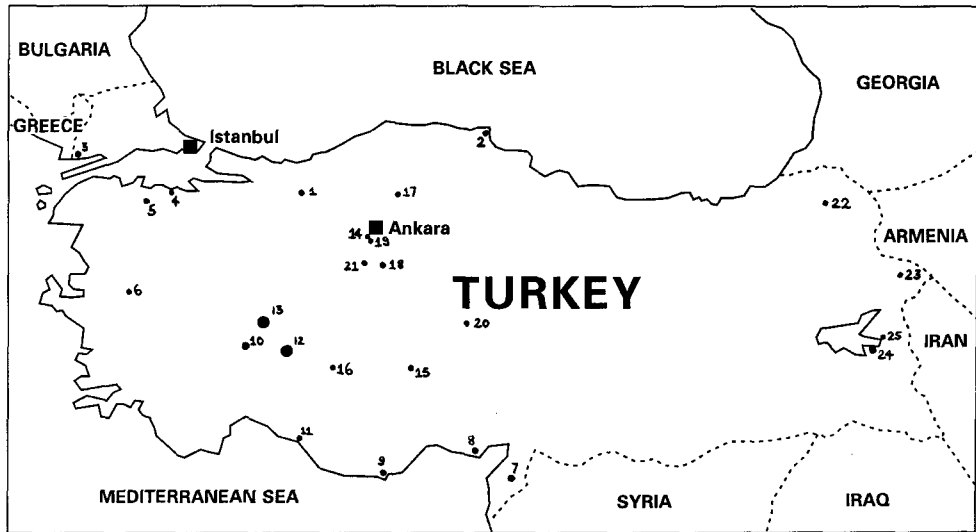 BULGARIA
BLACK SEA
GEORGIA
GREECE
3
Istanbul
2
5
4
1
17
22
14
Ankara
19
ARMENIA
21
18
23
6
TURKEY
13
20
10
12
25
IRAN
24
16
15
11
8
9
7
MEDITERRANEAN SEA
SYRIA
IRAQ